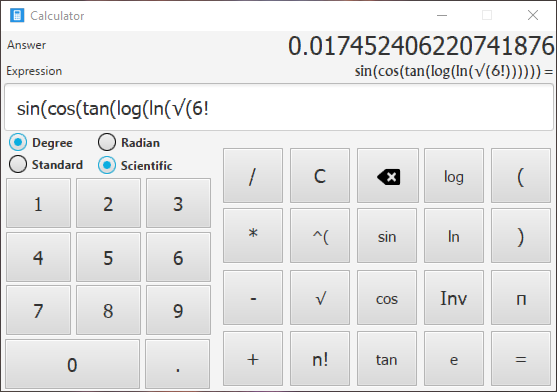 Calculator
Answer 0.017452406220741876
Expression sin(cos(tan(log(ln(√(6!)))))) =
sin(cos(tan(log(ln(√(6!
Degree Radian
Standard Scientific
/ C log (
1 2 3
* ^( sin ln )
4 5 6
- √ cos Inv п
7 8 9
+ n! tan e =
0 .